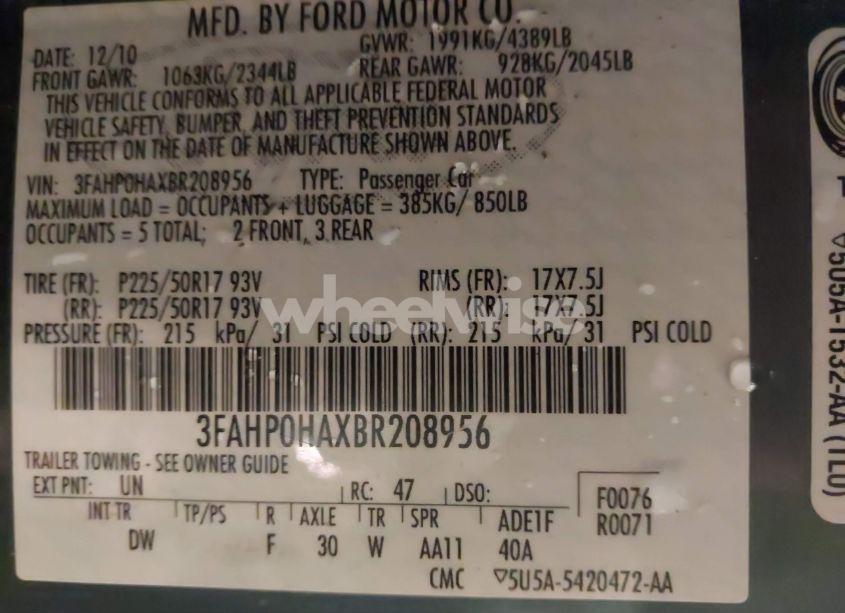 MFD. BY FORD MOTOR CO.
DATE: 12/10
GVWR: 1991KG/4389LB
FRONT GAWR: 1063KG/2344LB
REAR GAWR: 928KG/2045LB
THIS VEHICLE CONFORMS TO ALL APPLICABLE FEDERAL MOTOR
VEHICLE SAFETY, BUMPER, AND THEFT PREVENTION STANDARDS
IN EFFECT ON THE DATE OF MANUFACTURE SHOWN ABOVE.
VIN: 3FAHP0HAXBR208956 TYPE: Passenger Car
MAXIMUM LOAD = OCCUPANTS + LUGGAGE = 385KG/ 850LB
OCCUPANTS = 5 TOTAL; 2 FRONT, 3 REAR
TIRE (FR): P225/50R17 93V RIMS (FR): 17X7.5J
(RR): P225/50R17 93V (RR): 17X7.5J
wheelwise
PRESSURE (FR): 215 kPa/ 31 PSI COLD (RR): 215 kPa/ 31 PSI COLD
3FAHP0HAXBR208956
TRAILER TOWING - SEE OWNER GUIDE
EXT PNT: UN RC: 47 DSO: F0076
INT TR TP/PS R AXLE TR SPR ADE1F R0071
DW F 30 W AA11 40A
CMC ▽5U5A-5420472-AA
▽5U5A-1532-AA (TL0)